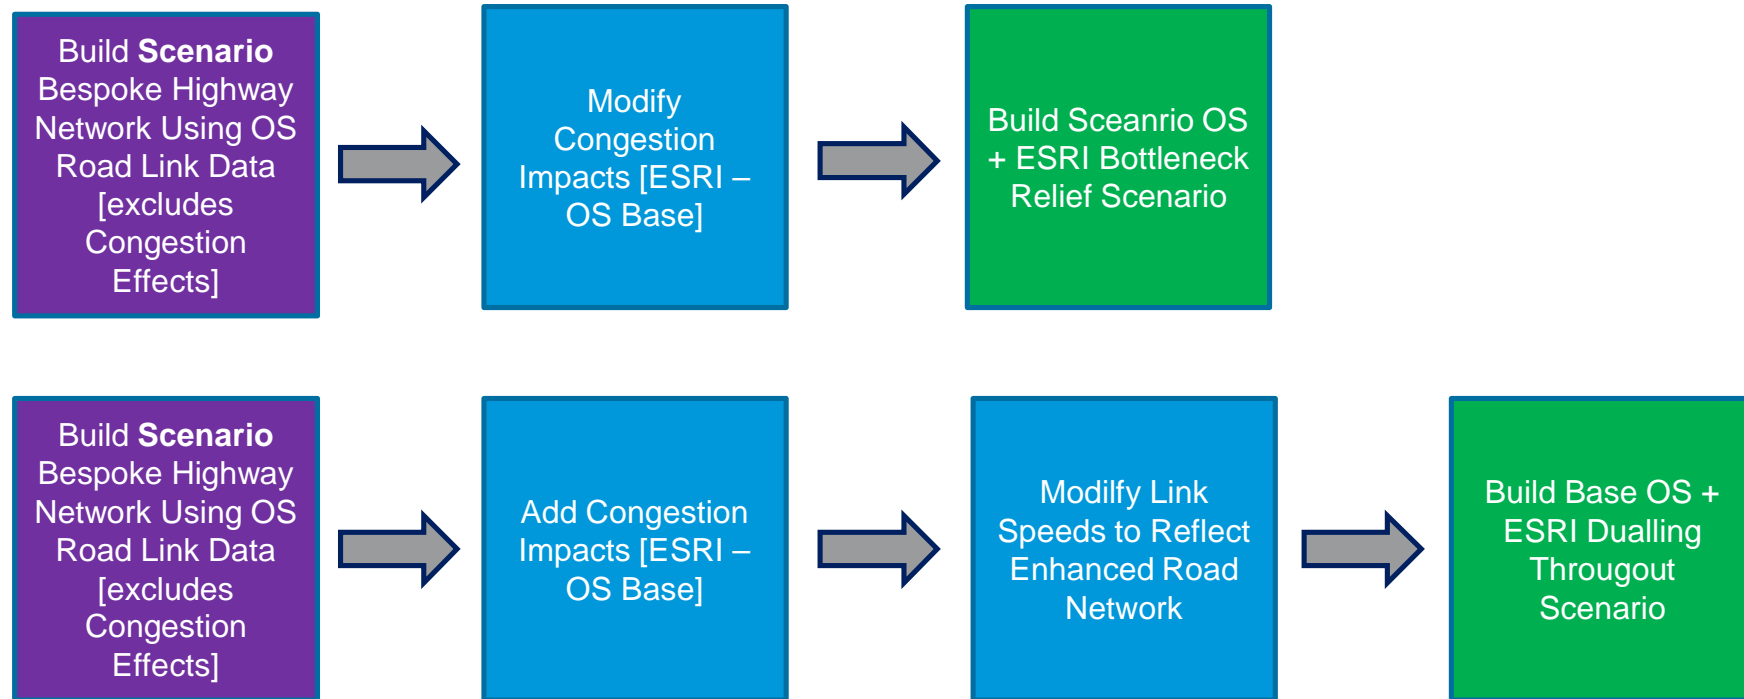 Build Scenario
Bespoke Highway
Network Using OS
Road Link Data
[excludes
Congestion
Effects]
Modify
Congestion
Impacts [ESRI –
OS Base]
Build Sceanrio OS
+ ESRI Bottleneck
Relief Scenario
Build Scenario
Bespoke Highway
Network Using OS
Road Link Data
[excludes
Congestion
Effects]
Add Congestion
Impacts [ESRI –
OS Base]
Modilfy Link
Speeds to Reflect
Enhanced Road
Network
Build Base OS +
ESRI Dualling
Througout
Scenario